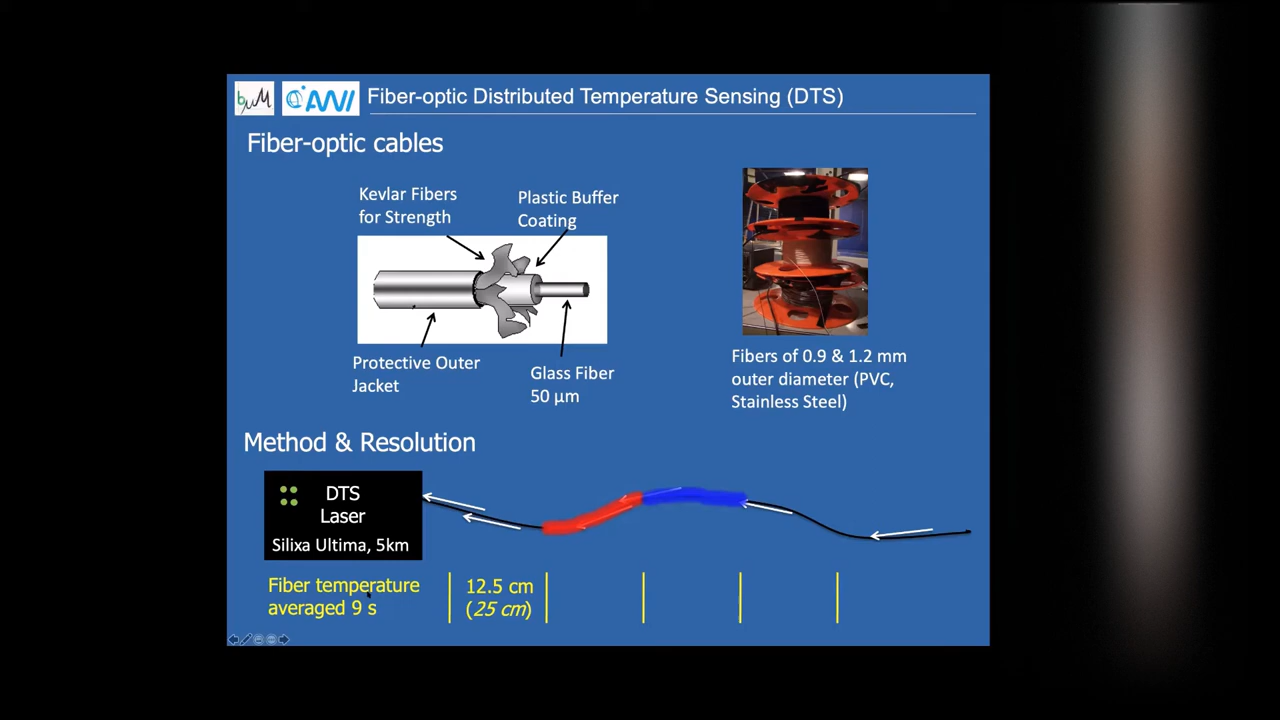 bμM
ANI
Fiber-optic Distributed Temperature Sensing (DTS)
Fiber-optic cables
Kevlar Fibers
for Strength
Plastic Buffer
Coating
Protective Outer
Jacket
Glass Fiber
50 μm
Fibers of 0.9 & 1.2 mm
outer diameter (PVC,
Stainless Steel)
Method & Resolution
DTS
Laser
Silixa Ultima, 5km
Fiber temperature
averaged 9 s
12.5 cm
(25 cm)